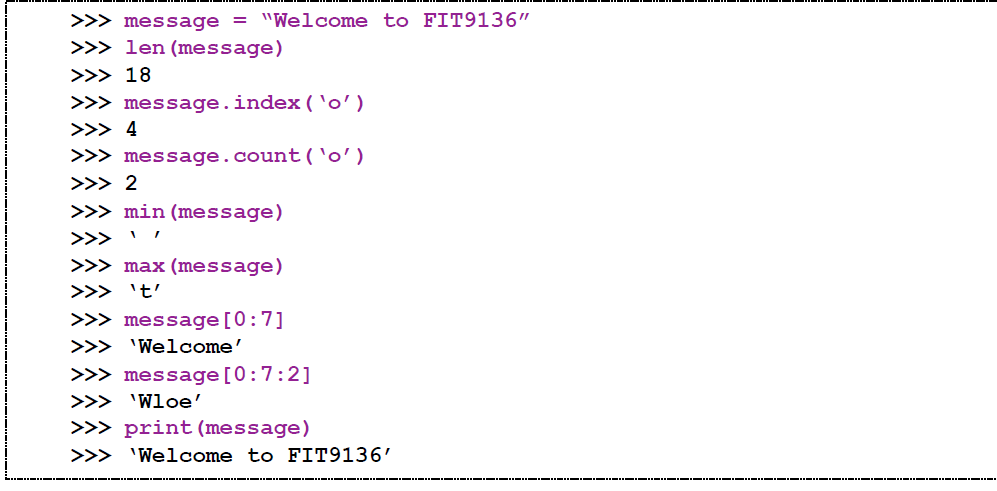 >>> message = “Welcome to FIT9136”
>>> len(message)
>>> 18
>>> message.index(‘o’)
>>> 4
>>> message.count(‘o’)
>>> 2
>>> min(message)
>>> ‘ ’
>>> max(message)
>>> ‘t’
>>> message[0:7]
>>> ‘Welcome’
>>> message[0:7:2]
>>> ‘Wloe’
>>> print(message)
>>> ‘Welcome to FIT9136’